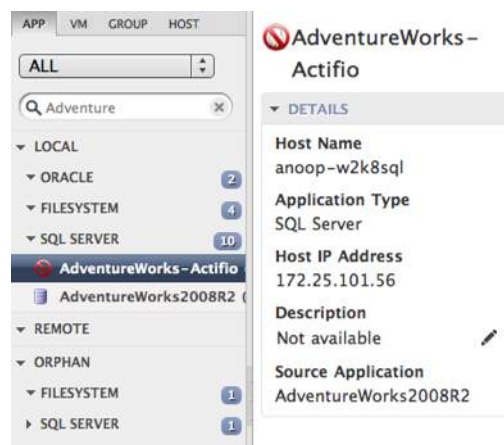 APP VM GROUP HOST
ALL
Adventure
LOCAL
ORACLE 2
FILESYSTEM 4
SQL SERVER 10
AdventureWorks-Actifio
AdventureWorks2008R2 (
REMOTE
ORPHAN
FILESYSTEM 1
SQL SERVER 1
AdventureWorks-
Actifio
DETAILS
Host Name
anoop-w2k8sql
Application Type
SQL Server
Host IP Address
172.25.101.56
Description
Not available
Source Application
AdventureWorks2008R2